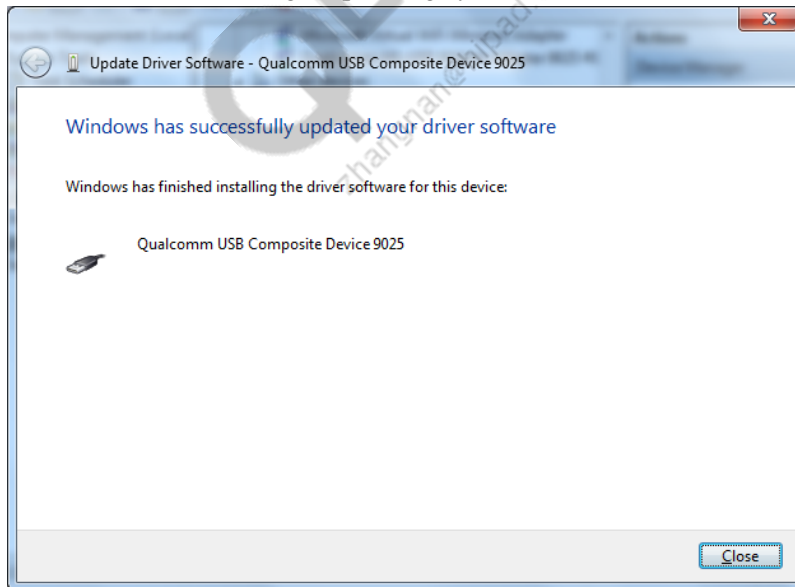 Update Driver Software - Qualcomm USB Composite Device 9025
Windows has successfully updated your driver software
Windows has finished installing the driver software for this device:
Qualcomm USB Composite Device 9025
Close